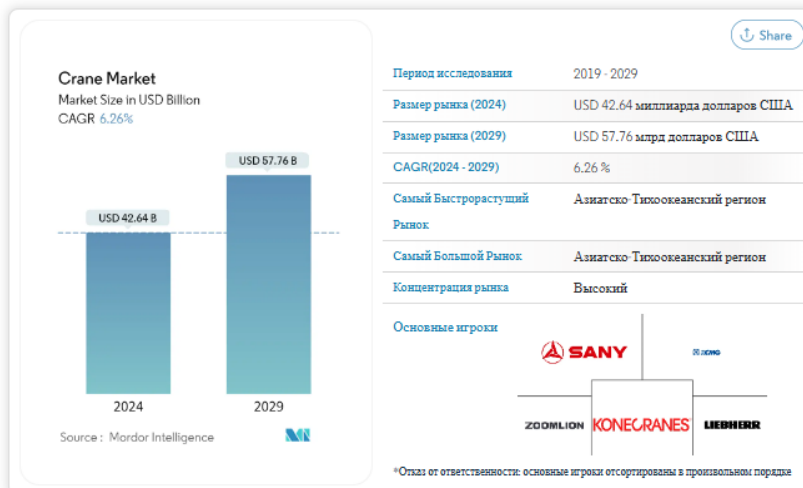 Share
Crane Market
Market Size in USD Billion
CAGR 6.26%
USD 57.76 B
USD 42.64 B
2024
2029
Source : Mordor Intelligence
Период исследования 2019 - 2029
Размер рынка (2024) USD 42.64 миллиарда долларов США
Размер рынка (2029) USD 57.76 млрд долларов США
CAGR(2024 - 2029) 6.26 %
Самый Быстрорастущий Азиатско-Тихоокеанский регион
Рынок
Самый Большой Рынок Азиатско-Тихоокеанский регион
Концентрация рынка Высокий
Основные игроки
SANY XCMG
ZOOMLION KONECRANES LIEBHERR
*Отказ от ответственности: основные игроки отсортированы в произвольном порядке